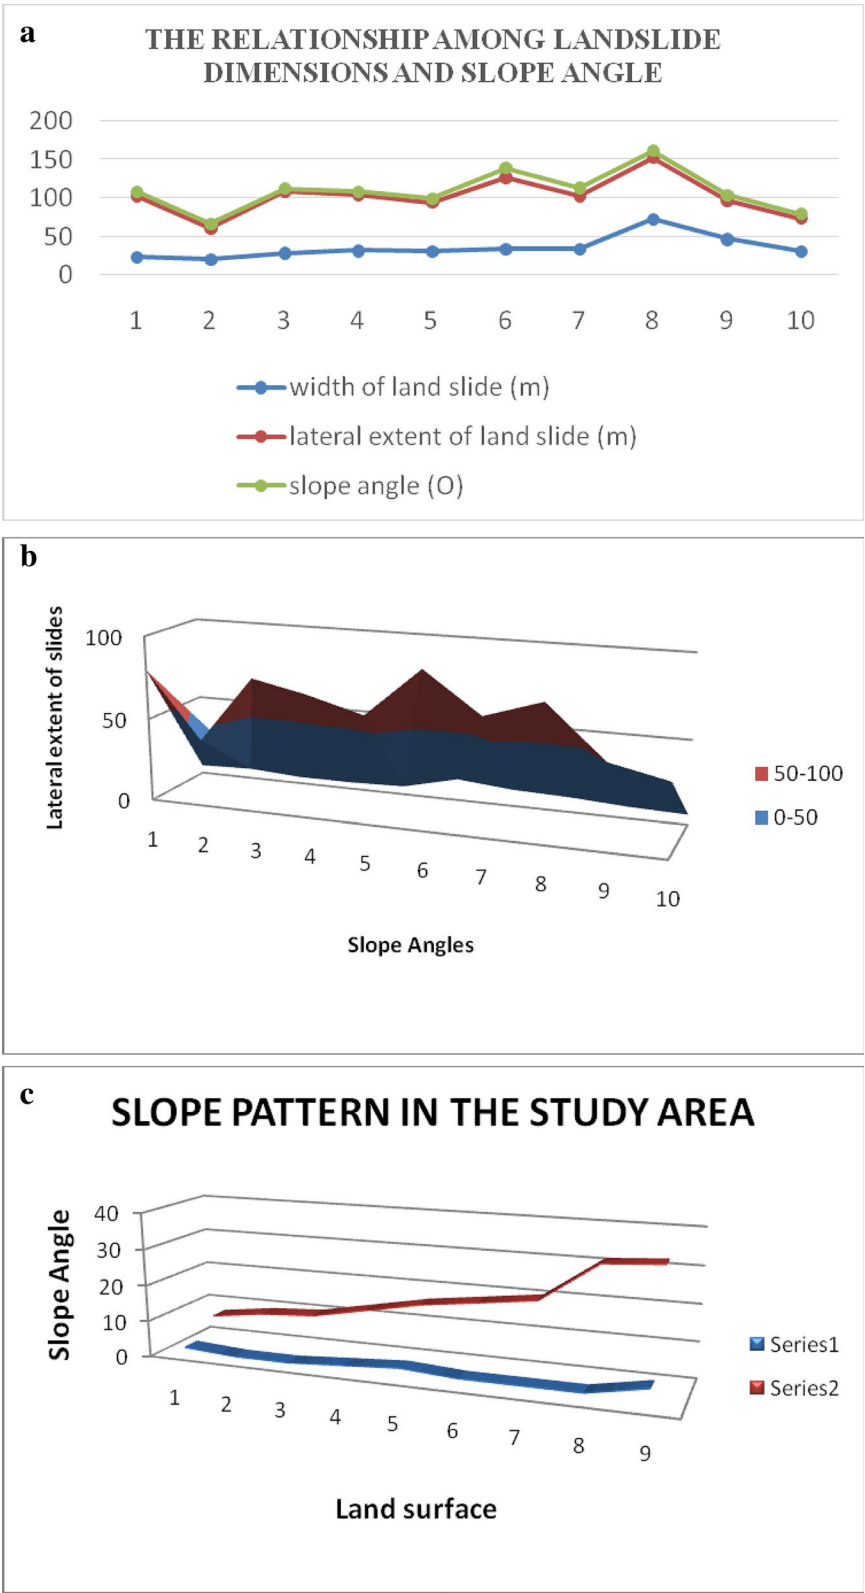 a
THE RELATIONSHIP AMONG LANDSLIDE
DIMENSIONS AND SLOPE ANGLE
200
150
100
50
0
1 2 3 4 5 6 7 8 9 10
width of land slide (m)
lateral extent of land slide (m)
slope angle (O)
b
Lateral extent of slides
100
50
0
1 2 3 4 5 6 7 8 9 10
Slope Angles
50-100
0-50
c
SLOPE PATTERN IN THE STUDY AREA
Slope Angle
40
30
20
10
0
1 2 3 4 5 6 7 8 9
Land surface
Series1
Series2